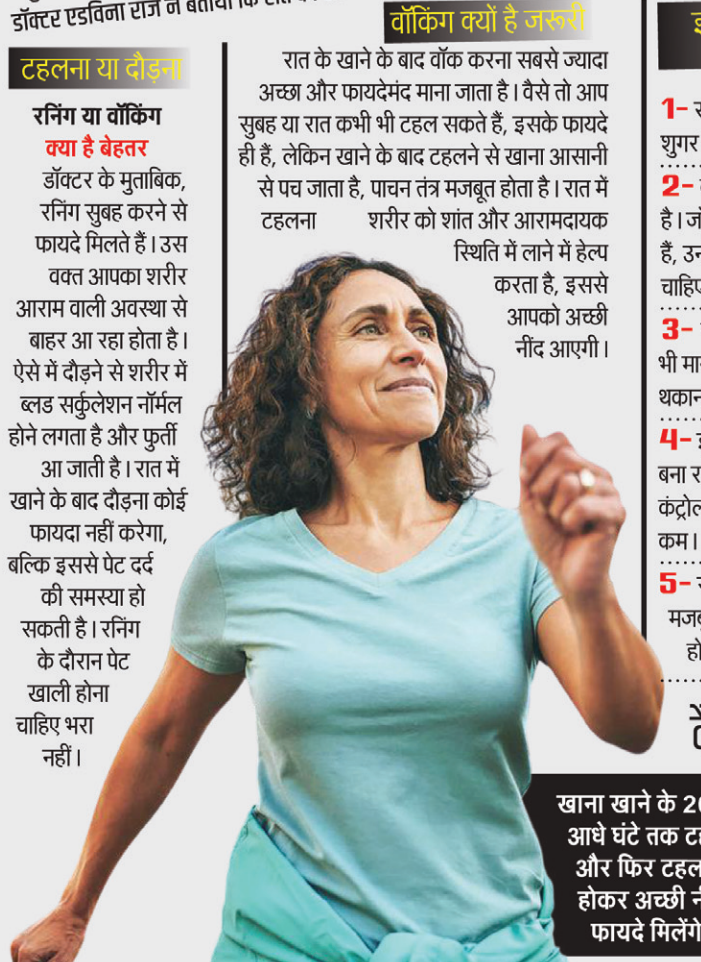 डॉक्टर एडविना राज ने बताया कि
टहलना या दौड़ना
रनिंग या वॉकिंग
क्या है बेहतर
डॉक्टर के मुताबिक,
रनिंग सुबह करने से
फायदे मिलते हैं। उस
वक्त आपका शरीर
आराम वाली अवस्था से
बाहर आ रहा होता है।
ऐसे में दौड़ने से शरीर में
ब्लड सर्कुलेशन नॉर्मल
होने लगता है और फुर्ती
आ जाती है। रात में
खाने के बाद दौड़ना कोई
फायदा नहीं करेगा,
बल्कि इससे पेट दर्द
की समस्या हो
सकती है। रनिंग
के दौरान पेट
खाली होना
चाहिए भरा
नहीं।
वॉकिंग क्यों है जरूरी
रात के खाने के बाद वॉक करना सबसे ज्यादा
अच्छा और फायदेमंद माना जाता है। वैसे तो आप
सुबह या रात कभी भी टहल सकते हैं, इसके फायदे
ही हैं, लेकिन खाने के बाद टहलने से खाना आसानी
से पच जाता है, पाचन तंत्र मजबूत होता है। रात में
टहलना शरीर को शांत और आरामदायक
स्थिति में लाने में हेल्प
करता है, इससे
आपको अच्छी
नींद आएगी।
1-
शुगर
2-
है। जो
हैं,
चाहिए
3-
भी
थकान
4-
बना
कम।
5-
खाना खाने के
आधे घंटे तक
और फिर
होकर अच्छी
फायदे मिलेंगे